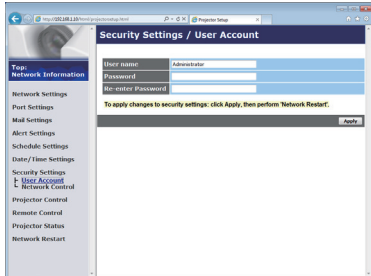 http://192.168.1.10/html/projectorsetup.html
Projector Setup
Security Settings / User Account
Top:
Network Information
Network Settings
Port Settings
Mail Settings
Alert Settings
Schedule Settings
Date/Time Settings
Security Settings
User Account
Network Control
Projector Control
Remote Control
Projector Status
Network Restart
User name
Administrator
Password
Re-enter Password
To apply changes to security settings: click Apply, then perform 'Network Restart'.
Apply